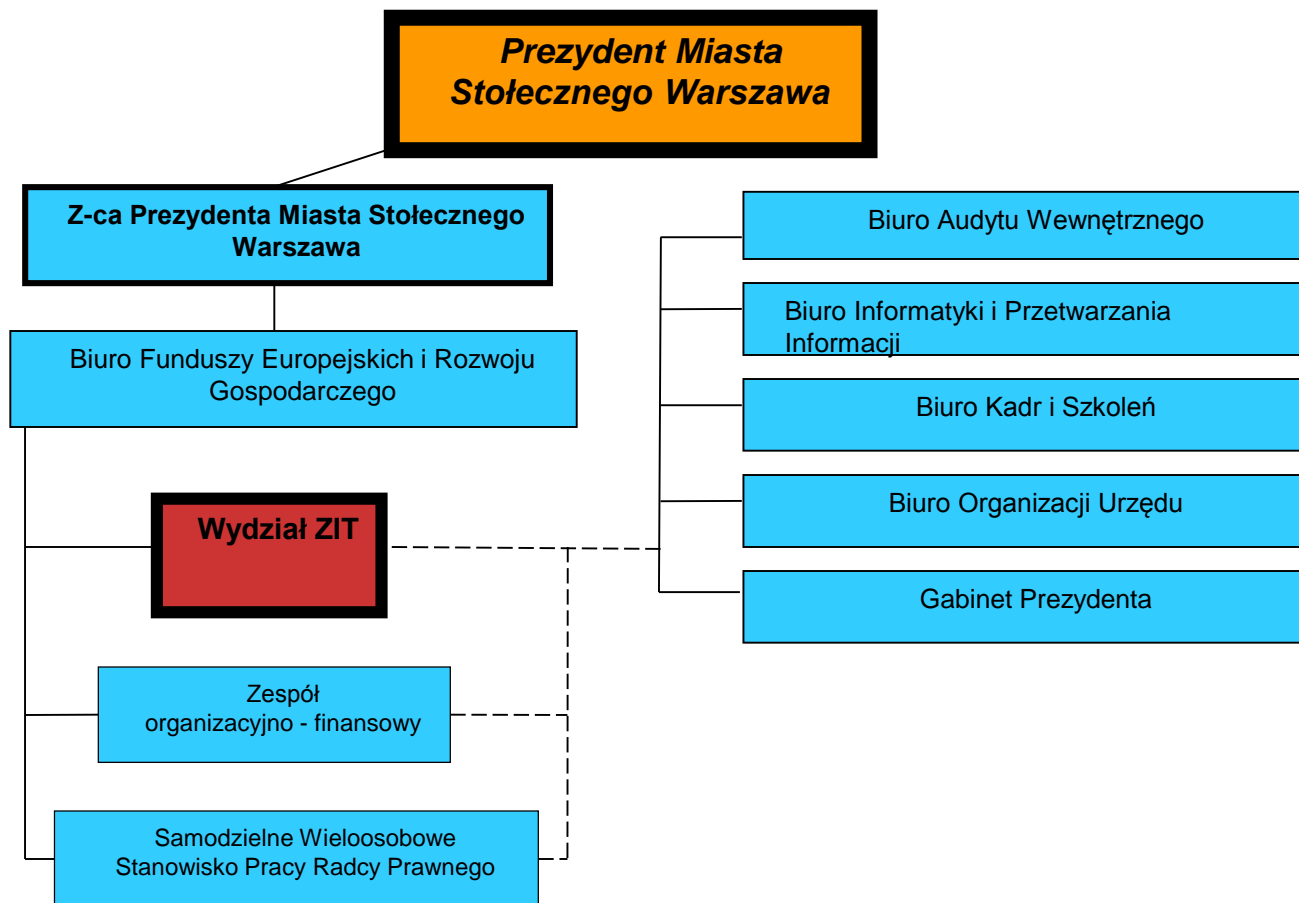 Prezydent Miasta
Stołecznego Warszawa
Z-ca Prezydenta Miasta Stołecznego
Warszawa
Biuro Funduszy Europejskich i Rozwoju
Gospodarczego
Wydział ZIT
Zespół
organizacyjno - finansowy
Samodzielne Wieloosobowe
Stanowisko Pracy Radcy Prawnego
Biuro Audytu Wewnętrznego
Biuro Informatyki i Przetwarzania
Informacji
Biuro Kadr i Szkoleń
Biuro Organizacji Urzędu
Gabinet Prezydenta